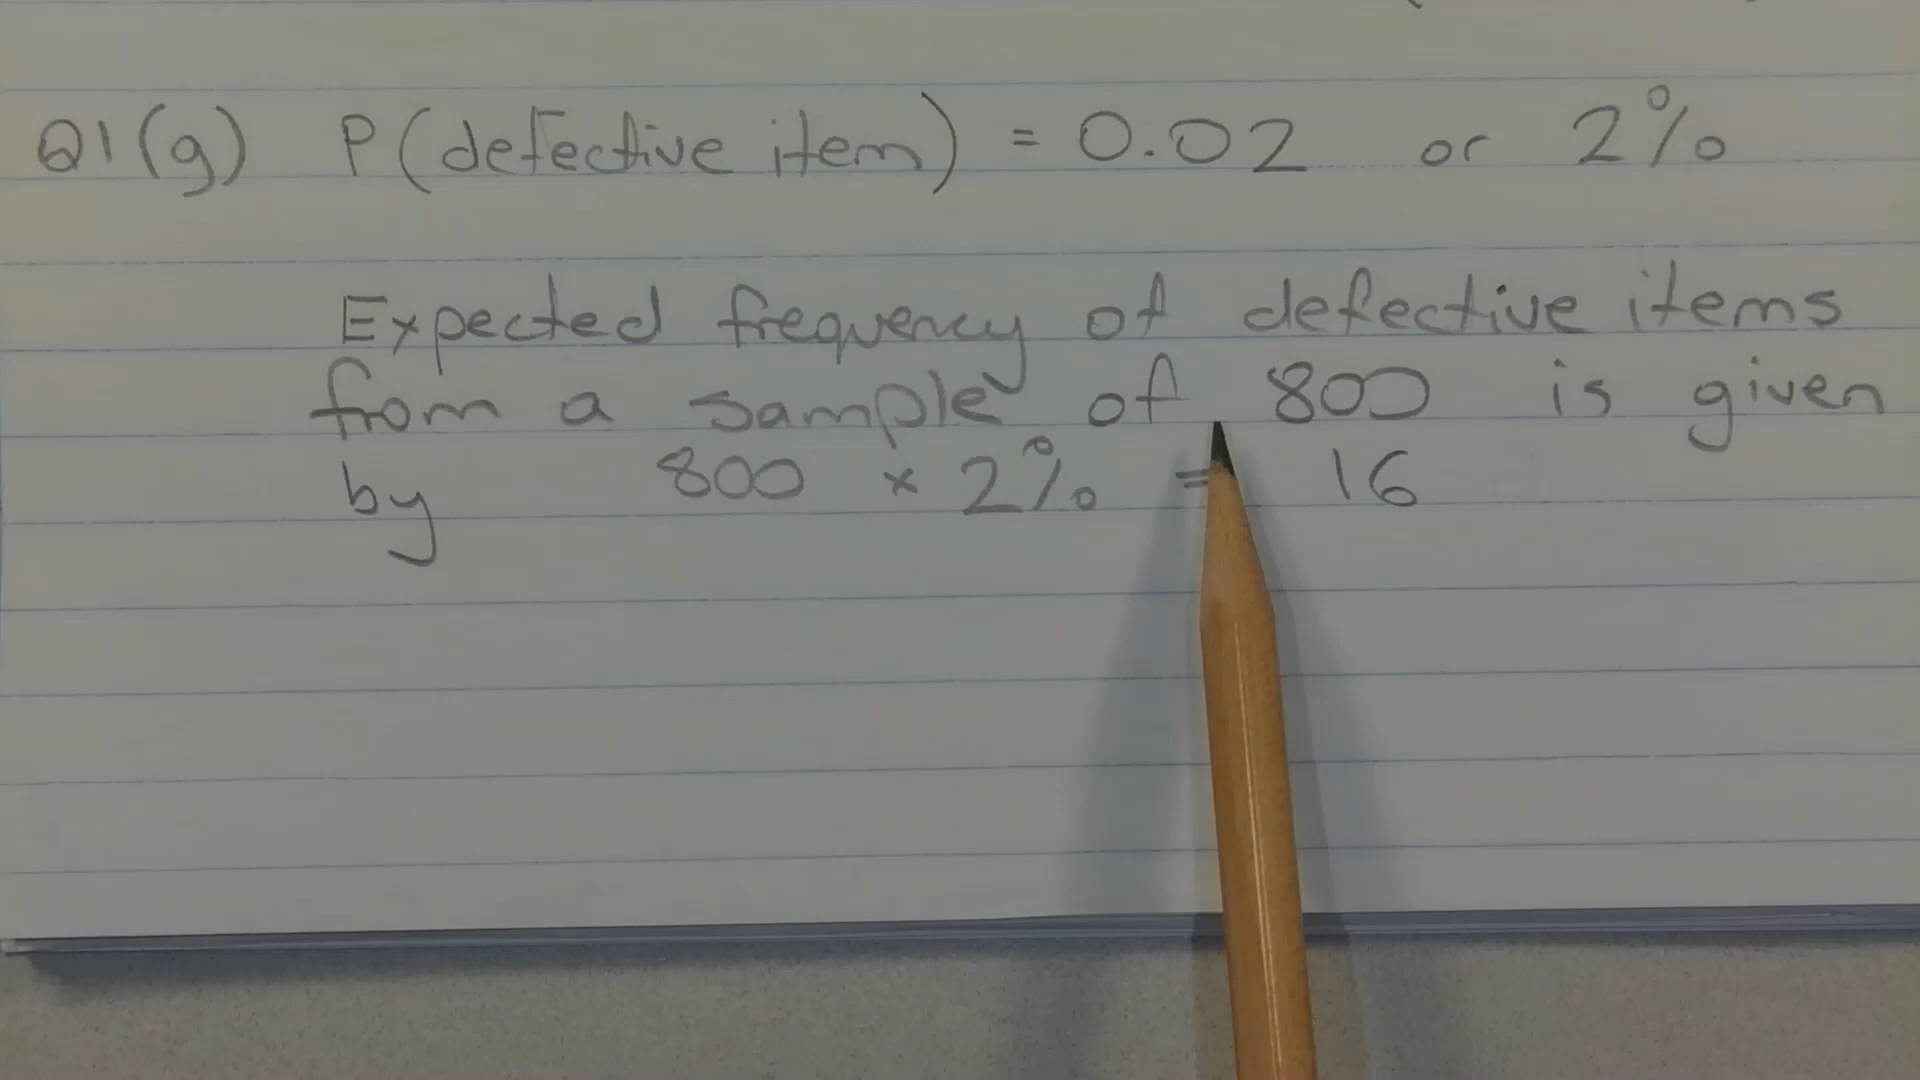 Q1(g) P(defective item) = 0.02 or 2%
Expected frequency of defective items
from a sample of 800 is given
by 800 × 2% = 16